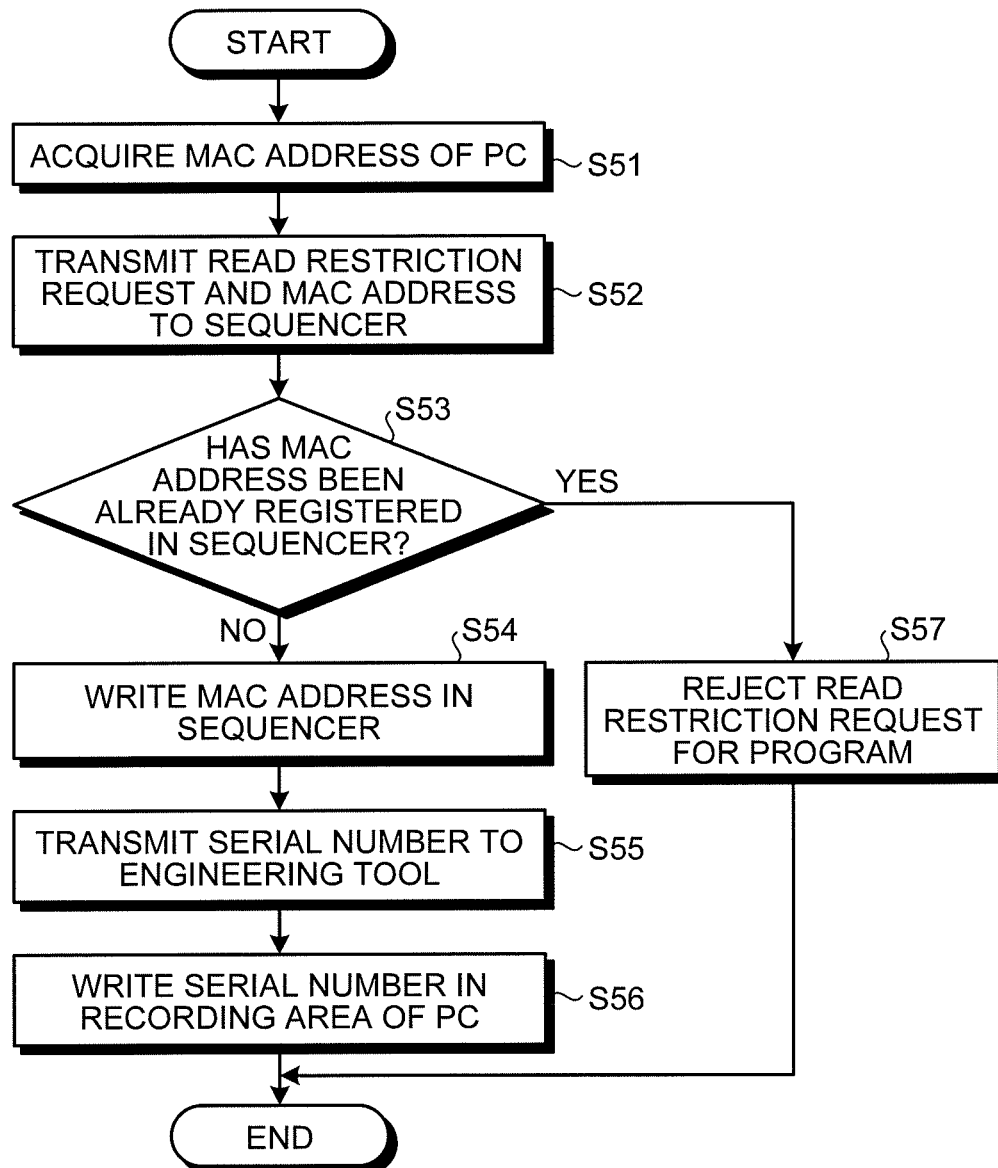 START
ACQUIRE MAC ADDRESS OF PC
S51
TRANSMIT READ RESTRICTION
REQUEST AND MAC ADDRESS
TO SEQUENCER
S52
S53
HAS MAC
ADDRESS BEEN
ALREADY REGISTERED
IN SEQUENCER?
YES
NO
S54
WRITE MAC ADDRESS IN
SEQUENCER
S57
REJECT READ
RESTRICTION REQUEST
FOR PROGRAM
TRANSMIT SERIAL NUMBER TO
ENGINEERING TOOL
S55
WRITE SERIAL NUMBER IN
RECORDING AREA OF PC
S56
END